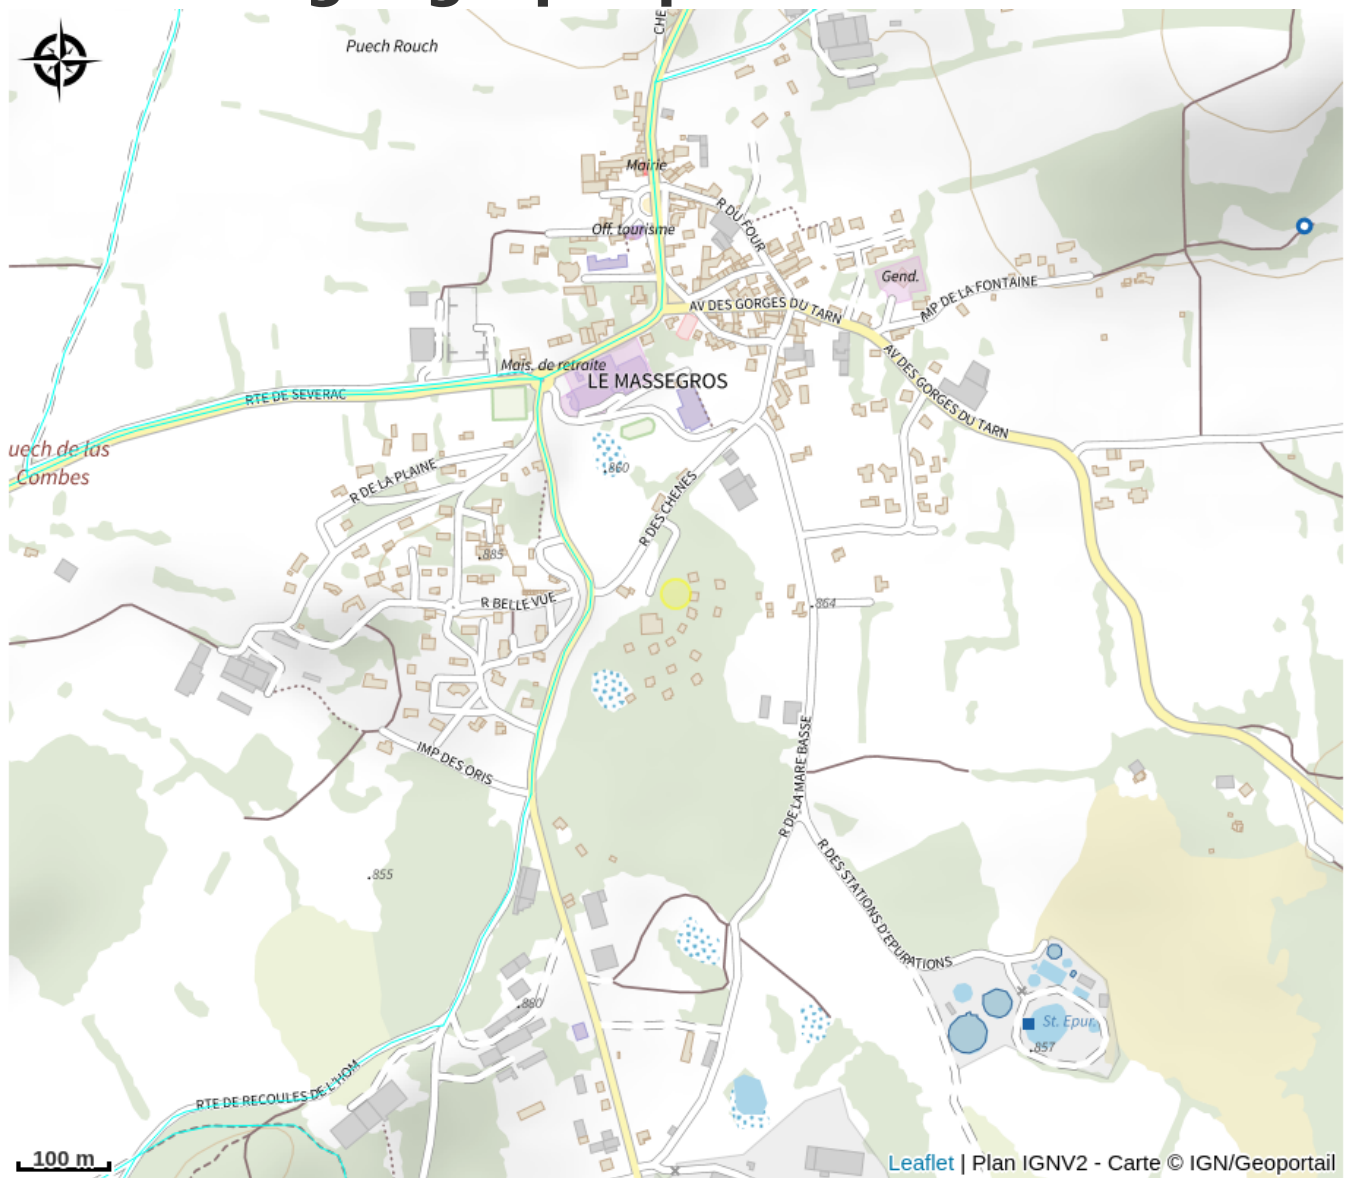 Puech Rouch
CHE
Mairie
R DU FOUR
Off. tourisme
Gend.
IMP DE LA FONTAINE
AV DES GORGES DU TARN
AV DES GORGES DU TARN
Mais. de retraite
LE MASSEGROS
RTE DE SEVERAC
uech de las
Combes
R DE LA PLAINE
860
R DES CHENES
885
R BELLE VUE
864
IMP DES ORIS
R DE LA MARE BASSE
R DES STATIONS D'EPURATIONS
855
880
St. Epur.
857
RTE DE RECOULES DE L'HOM
100 m
Leaflet | Plan IGNV2 - Carte © IGN/Geoportail